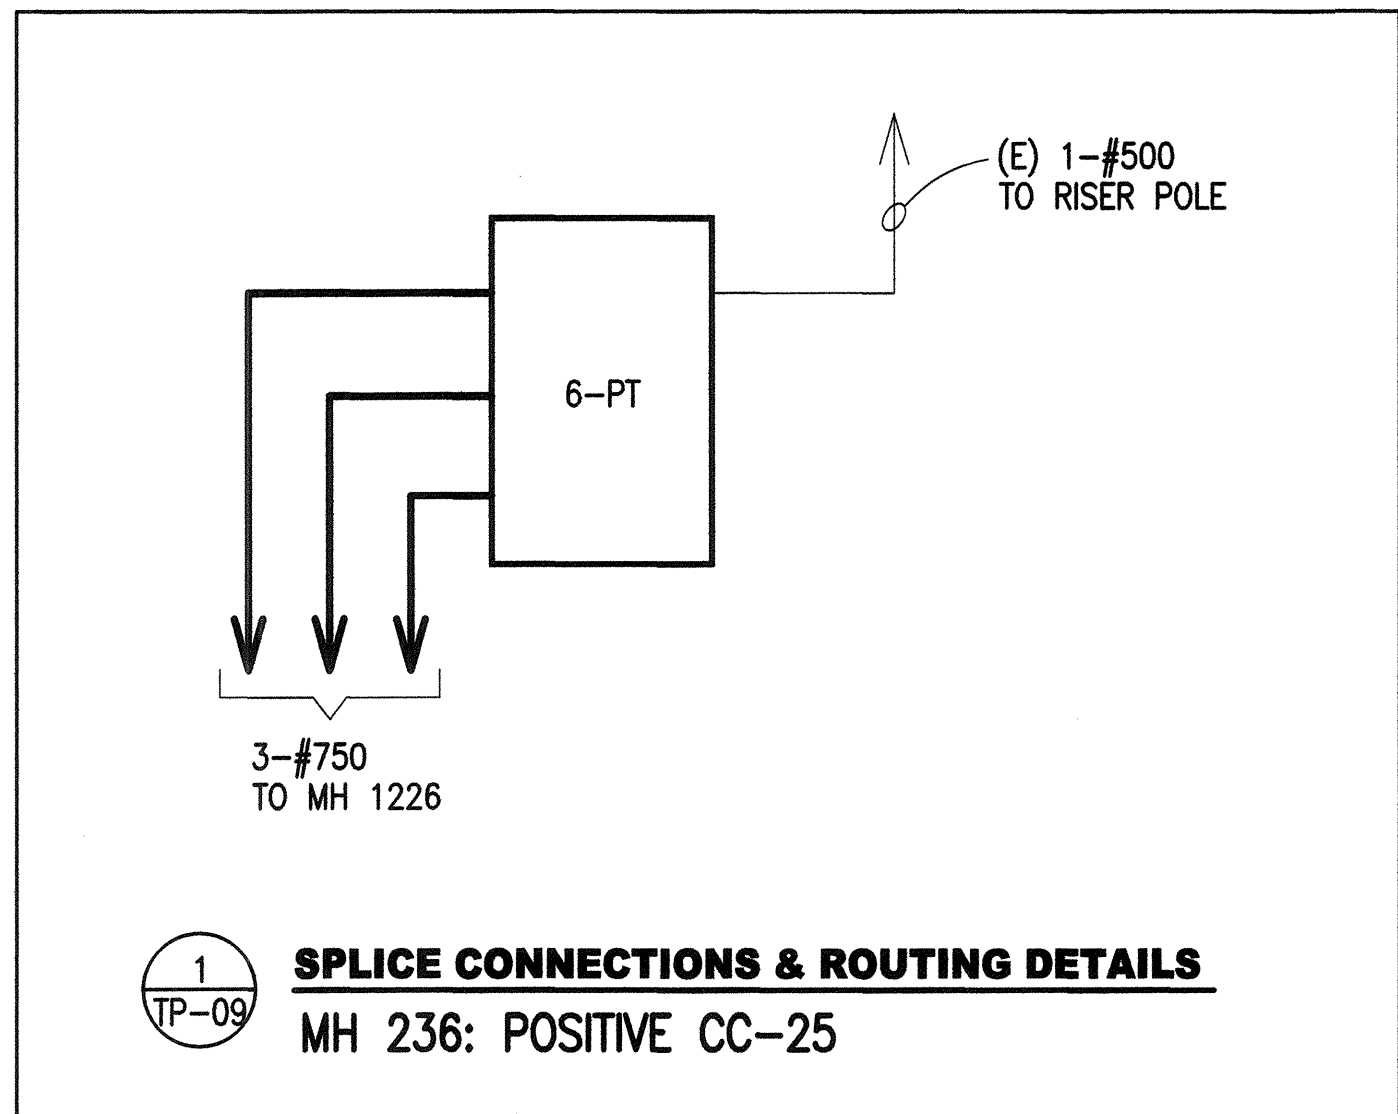 (E) 1-#500
TO RISER POLE
6-PT
3-#750
TO MH 1226
1
TP-09
SPLICE CONNECTIONS & ROUTING DETAILS
MH 236: POSITIVE CC-25